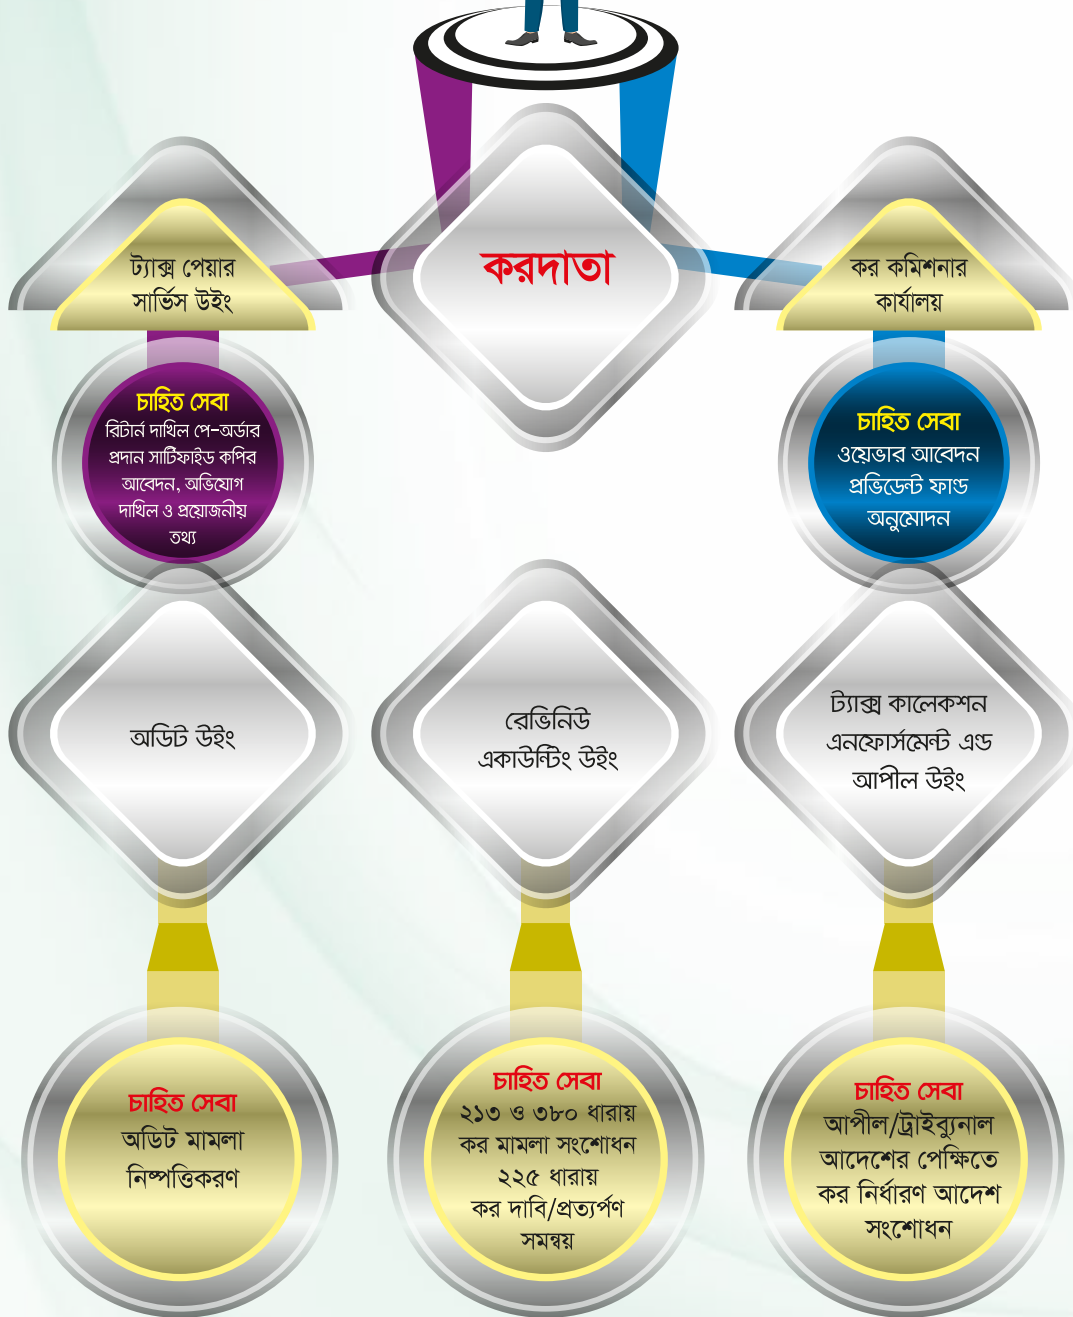 করদাতা
ট্যাক্স পেয়ার
সার্ভিস উইং
কর কমিশনার
কার্যালয়
চাহিত সেবা
রিটার্ন দাখিল পে-অর্ডার
প্রদান সার্টিফাইড কপির
আবেদন, অভিযোগ
দাখিল ও প্রয়োজনীয়
তথ্য
চাহিত সেবা
ওয়েভার আবেদন
প্রভিডেন্ট ফান্ড
অনুমোদন
অডিট উইং
রেভিনিউ
একাউন্টিং উইং
ট্যাক্স কালেকশন
এনফোর্সমেন্ট এন্ড
আপীল উইং
চাহিত সেবা
অডিট মামলা
নিষ্পত্তিকরণ
চাহিত সেবা
২১৩ ও ৩৮০ ধারায়
কর মামলা সংশোধন
২২৫ ধারায়
কর দাবি/প্রত্যর্পণ
সমন্বয়
চাহিত সেবা
আপীল/ট্রাইব্যুনাল
আদেশের পেক্ষিতে
কর নির্ধারণ আদেশ
সংশোধন